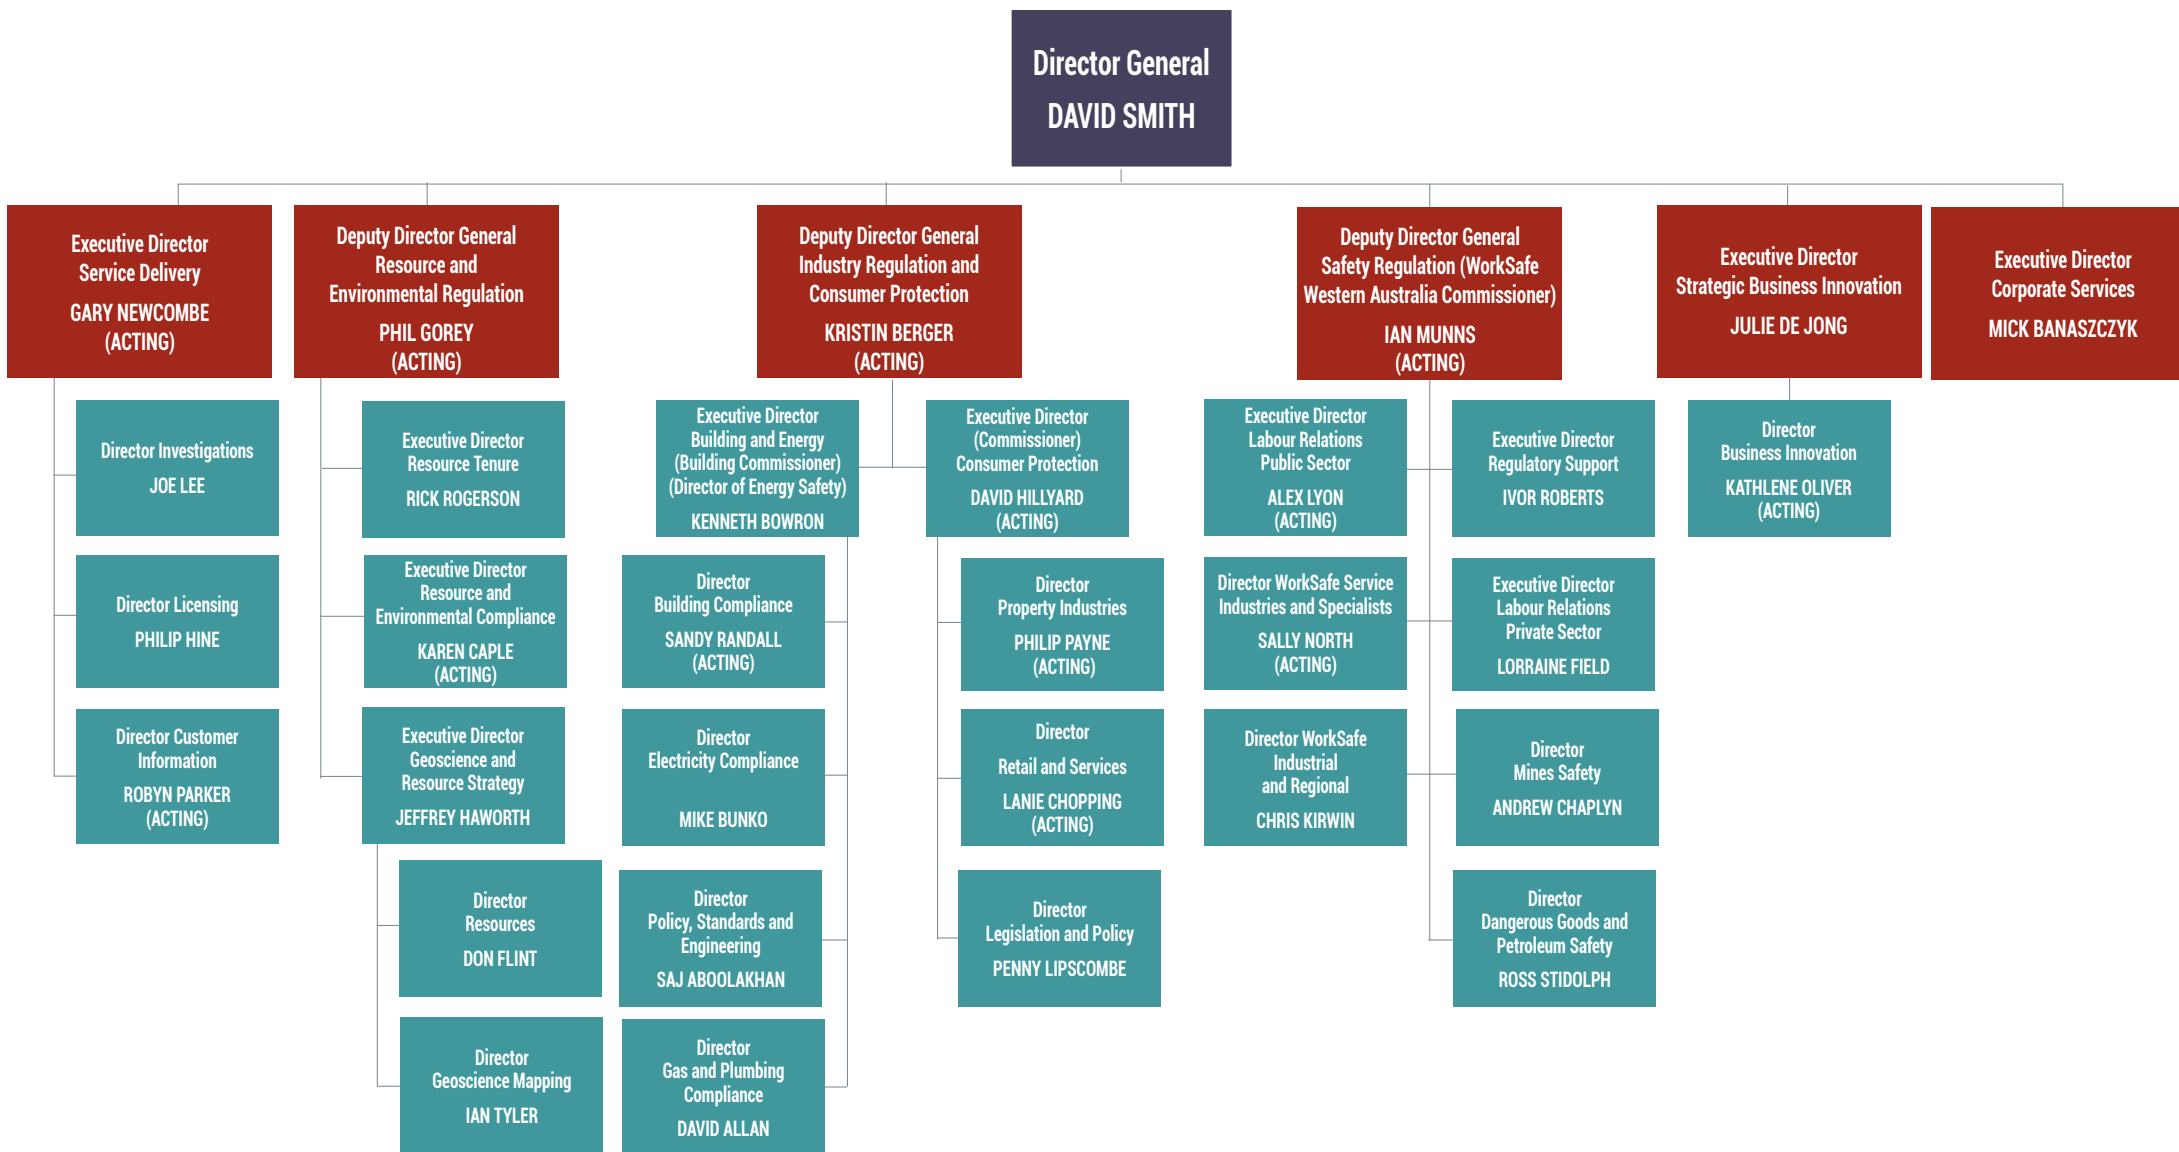 Director General
DAVID SMITH
Executive Director
Service Delivery
GARY NEWCOMBE
(ACTING)
Deputy Director General
Resource and
Environmental Regulation
PHIL GOREY
(ACTING)
Deputy Director General
Industry Regulation and
Consumer Protection
KRISTIN BERGER
(ACTING)
Deputy Director General
Safety Regulation (WorkSafe
Western Australia Commissioner)
IAN MUNNS
(ACTING)
Executive Director
Strategic Business Innovation
JULIE DE JONG
Executive Director
Corporate Services
MICK BANASZCZYK
Director Investigations
JOE LEE
Director Licensing
PHILIP HINE
Director Customer
Information
ROBYN PARKER
(ACTING)
Executive Director
Resource Tenure
RICK ROGERSON
Executive Director
Resource and
Environmental Compliance
KAREN CAPLE
(ACTING)
Executive Director
Geoscience and
Resource Strategy
JEFFREY HAWORTH
Director
Resources
DON FLINT
Director
Geoscience Mapping
IAN TYLER
Executive Director
Building and Energy
(Building Commissioner)
(Director of Energy Safety)
KENNETH BOWRON
Director
Building Compliance
SANDY RANDALL
(ACTING)
Director
Electricity Compliance
MIKE BUNKO
Director
Policy, Standards and
Engineering
SAJ ABOOLAKHAN
Director
Gas and Plumbing
Compliance
DAVID ALLAN
Executive Director
(Commissioner)
Consumer Protection
DAVID HILLYARD
(ACTING)
Director
Property Industries
PHILIP PAYNE
(ACTING)
Director
Retail and Services
LANIE CHOPPING
(ACTING)
Director
Legislation and Policy
PENNY LIPSCOMBE
Executive Director
Labour Relations
Public Sector
ALEX LYON
(ACTING)
Director WorkSafe Service
Industries and Specialists
SALLY NORTH
(ACTING)
Director WorkSafe
Industrial
and Regional
CHRIS KIRWIN
Executive Director
Regulatory Support
IVOR ROBERTS
Executive Director
Labour Relations
Private Sector
LORRAINE FIELD
Director
Mines Safety
ANDREW CHAPLYN
Director
Dangerous Goods and
Petroleum Safety
ROSS STIDOLPH
Director
Business Innovation
KATHLENE OLIVER
(ACTING)